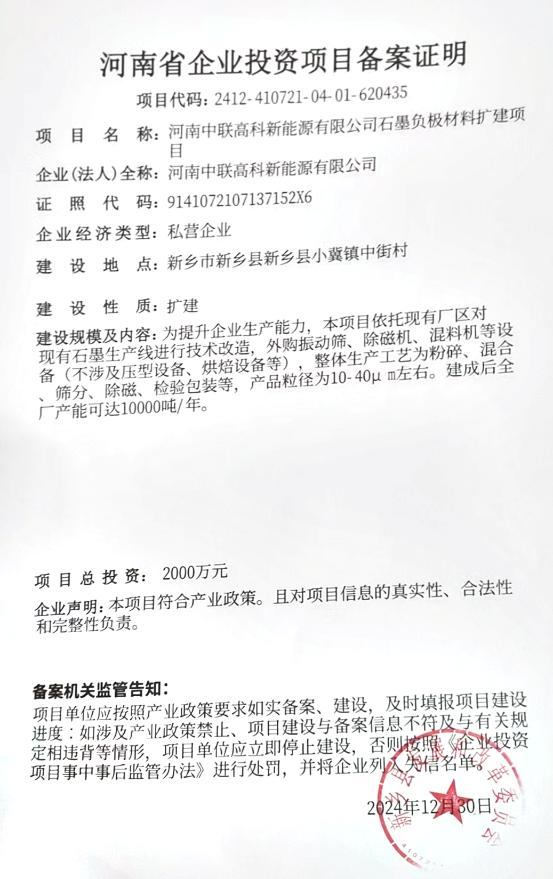 河南省企业投资项目备案证明
项目代码：2412-410721-04-01-620435
项目名称：河南中联高科新能源有限公司石墨负极材料扩建项
目
企业(法人)全称：河南中联高科新能源有限公司
证照代码：9141072107137152X6
企业经济类型：私营企业
建设地点：新乡市新乡县新乡县小冀镇中街村
建设性质：扩建
建设规模及内容：为提升企业生产能力，本项目依托现有厂区对
现有石墨生产线进行技术改造，外购振动筛、除磁机、混料机等设
备（不涉及压型设备、烘焙设备等），整体生产工艺为粉碎、混合
、筛分、除磁、检验包装等，产品粒径为10-40μm左右。建成后全
厂产能可达10000吨/年。
项目总投资：2000万元
企业声明：本项目符合产业政策。且对项目信息的真实性、合法性
和完整性负责。
备案机关监管告知：
项目单位应按照产业政策要求如实备案、建设，及时填报项目建设
进度：如涉及产业政策禁止、项目建设与备案信息不符及与有关规
定相违背等情形，项目单位应立即停止建设，否则按照《企业投资
项目事中事后监管办法》进行处罚，并将企业列入失信名单。
2024年12月30日
新乡县发展和改革委员会